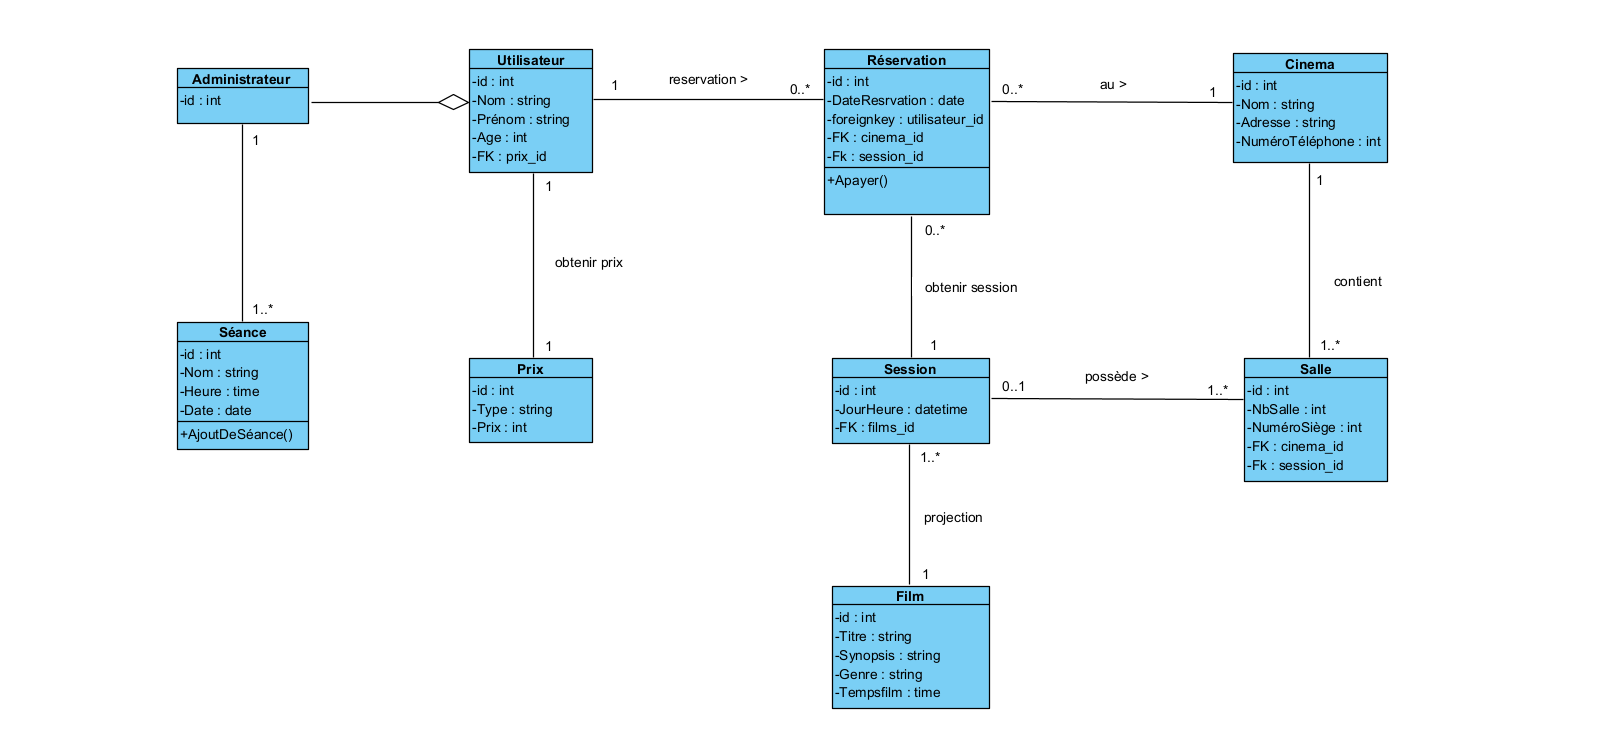 Administrateur
-id : int
1
1..*
Séance
-id : int
-Nom : string
-Heure : time
-Date : date
+AjoutDeSéance()
Utilisateur
-id : int
-Nom : string
-Prénom : string
-Age : int
-FK : prix_id
1
reservation >
0..*
1
obtenir prix
1
Prix
-id : int
-Type : string
-Prix : int
Réservation
-id : int
-DateResrvation : date
-foreignkey : utilisateur_id
-FK : cinema_id
-Fk : session_id
+Apayer()
0..*
au >
1
0..*
obtenir session
1
Session
-id : int
-JourHeure : datetime
-FK : films_id
0..1
possède >
1..*
1..*
projection
1
Film
-id : int
-Titre : string
-Synopsis : string
-Genre : string
-Tempsfilm : time
Cinema
-id : int
-Nom : string
-Adresse : string
-NuméroTéléphone : int
1
contient
1..*
Salle
-id : int
-NbSalle : int
-NuméroSiège : int
-FK : cinema_id
-Fk : session_id